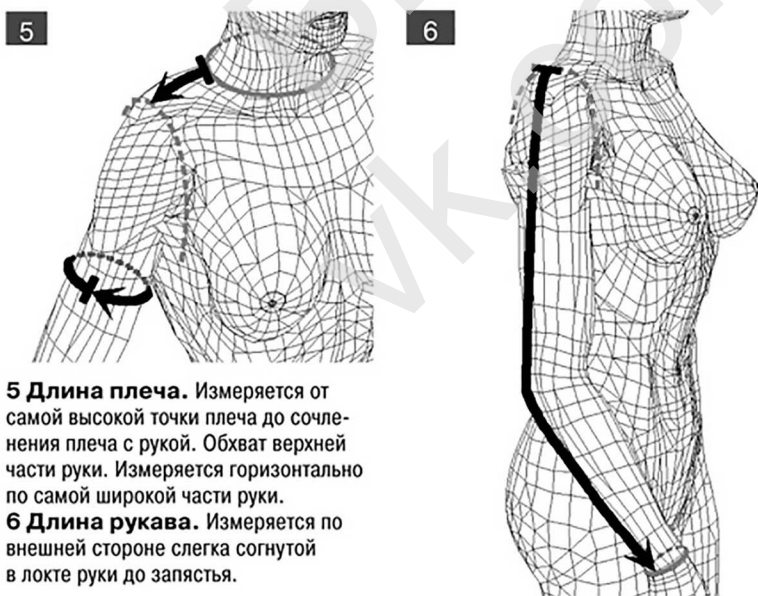 5
6
vk.com
5 Длина плеча. Измеряется от
самой высокой точки плеча до сочле-
нения плеча с рукой. Обхват верхней
части руки. Измеряется горизонтально
по самой широкой части руки.
6 Длина рукава. Измеряется по
внешней стороне слегка согнутой
в локте руки до запястья.